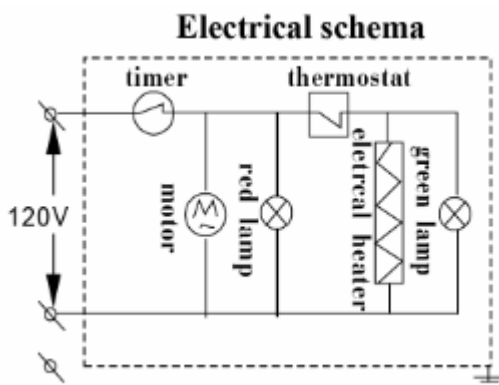 Electrical schema
timer
thermostat
120V
motor
M
red lamp
eletrcal heater
green lamp